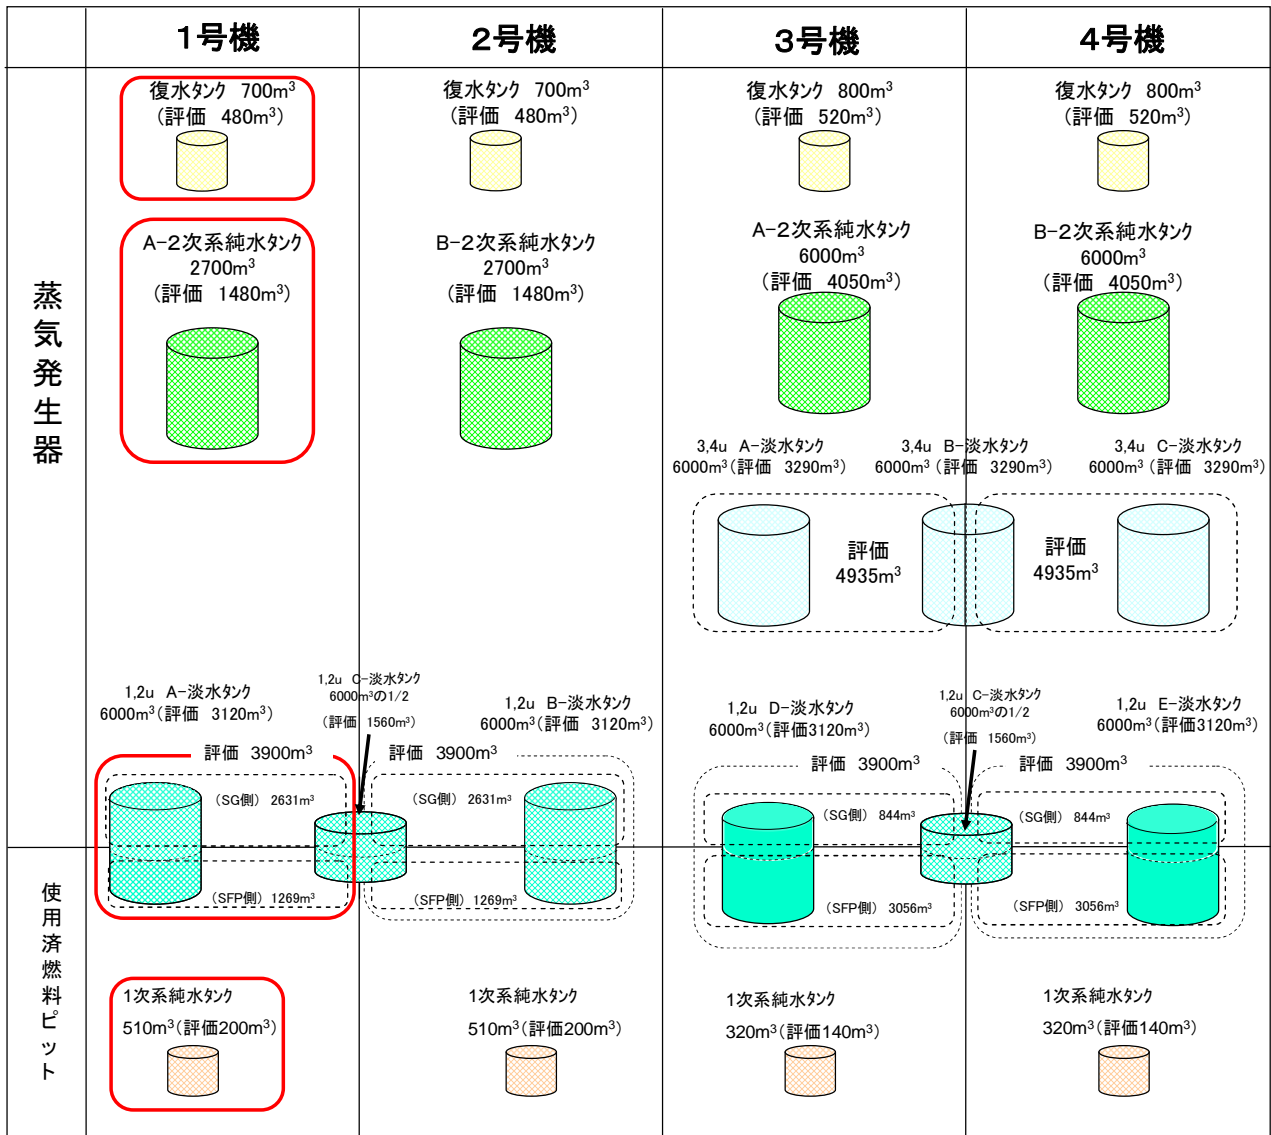 1号機
2号機
3号機
4号機
蒸気発生器
復水タンク 700m³
(評価 480m³)
復水タンク 700m³
(評価 480m³)
復水タンク 800m³
(評価 520m³)
復水タンク 800m³
(評価 520m³)
A-2次系純水タンク
2700m³
(評価 1480m³)
B-2次系純水タンク
2700m³
(評価 1480m³)
A-2次系純水タンク
6000m³
(評価 4050m³)
B-2次系純水タンク
6000m³
(評価 4050m³)
3,4u A-淡水タンク
6000m³(評価 3290m³)
3,4u B-淡水タンク
6000m³(評価 3290m³)
3,4u C-淡水タンク
6000m³(評価 3290m³)
評価
4935m³
評価
4935m³
1,2u A-淡水タンク
6000m³(評価 3120m³)
1,2u C-淡水タンク
6000m³の1/2
(評価 1560m³)
1,2u B-淡水タンク
6000m³(評価 3120m³)
1,2u D-淡水タンク
6000m³(評価3120m³)
1,2u C-淡水タンク
6000m³の1/2
(評価 1560m³)
1,2u E-淡水タンク
6000m³(評価3120m³)
評価 3900m³
評価 3900m³
評価 3900m³
評価 3900m³
(SG側) 2631m³
(SG側) 2631m³
(SG側) 844m³
(SG側) 844m³
使用済燃料ピット
(SFP側) 1269m³
(SFP側) 1269m³
(SFP側) 3056m³
(SFP側) 3056m³
1次系純水タンク
510m³(評価200m³)
1次系純水タンク
510m³(評価200m³)
1次系純水タンク
320m³(評価140m³)
1次系純水タンク
320m³(評価140m³)